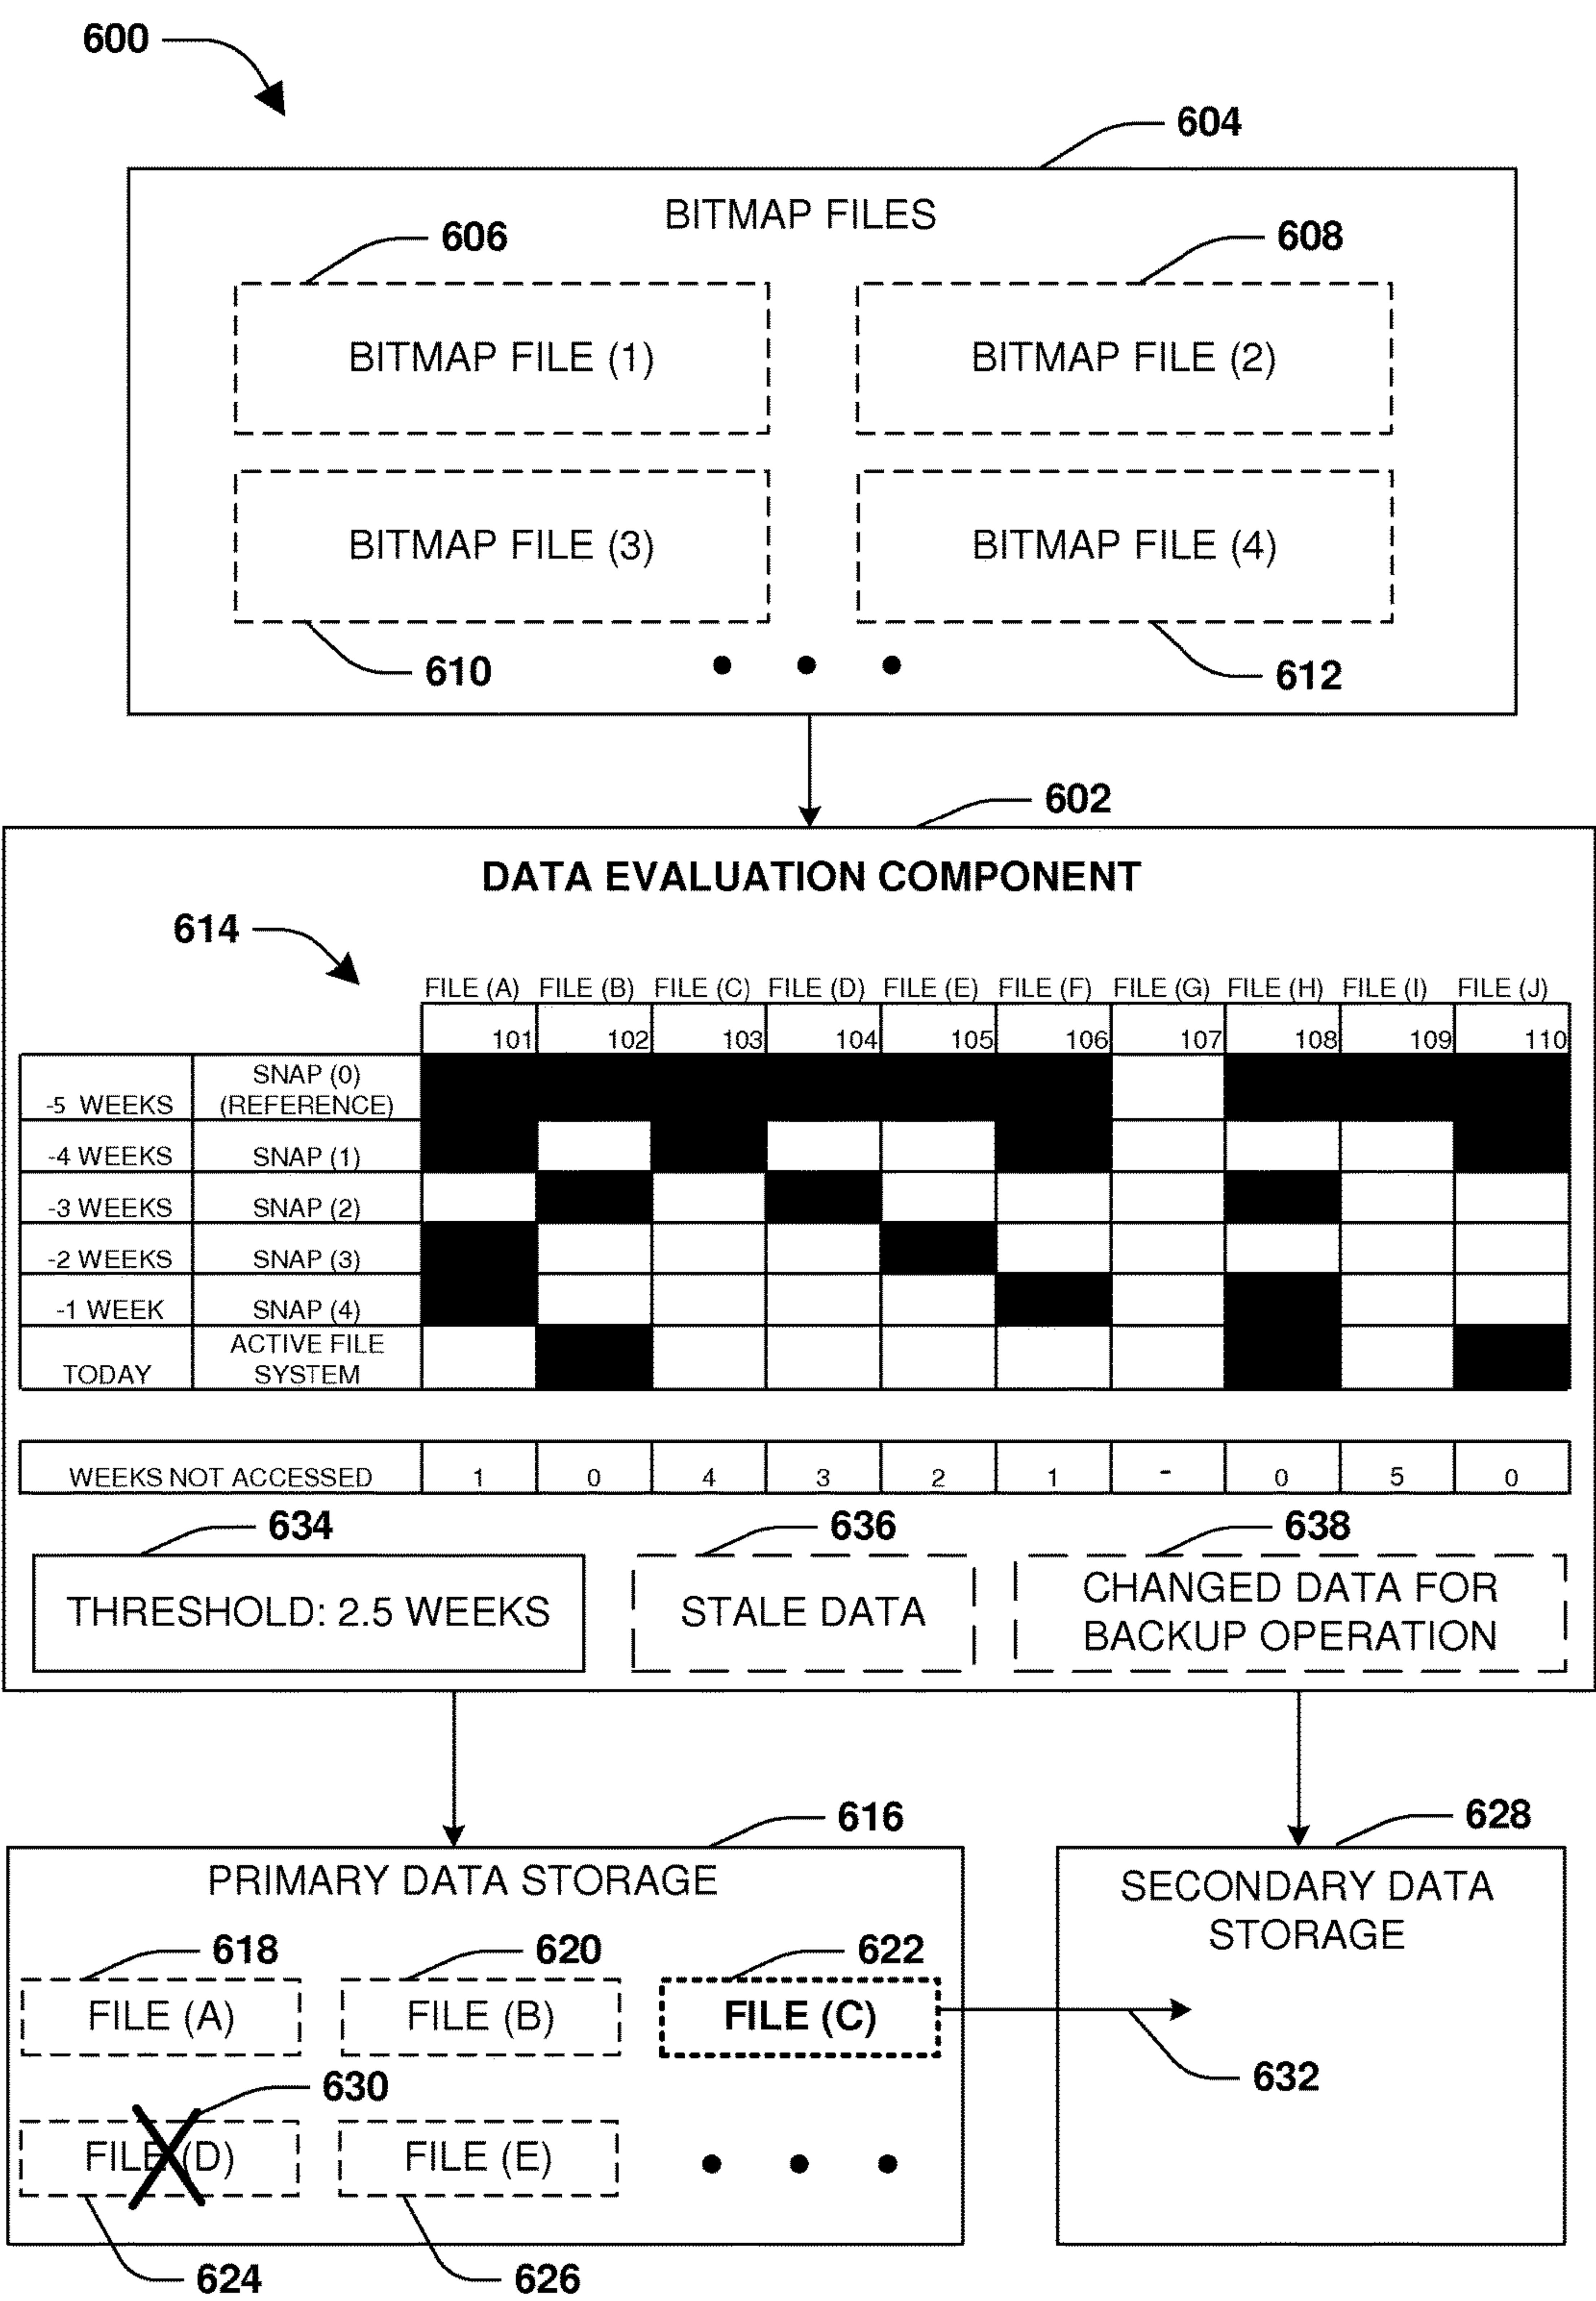 600
604
BITMAP FILES
606
608
BITMAP FILE (1)
BITMAP FILE (2)
BITMAP FILE (3)
BITMAP FILE (4)
610
612
602
DATA EVALUATION COMPONENT
614
FILE (A) FILE (B) FILE (C) FILE (D) FILE (E) FILE (F) FILE (G) FILE (H) FILE (I) FILE (J)
101 102 103 104 105 106 107 108 109 110
-5 WEEKS SNAP (0) (REFERENCE)
-4 WEEKS SNAP (1)
-3 WEEKS SNAP (2)
-2 WEEKS SNAP (3)
-1 WEEK SNAP (4)
TODAY ACTIVE FILE SYSTEM
WEEKS NOT ACCESSED 1 0 4 3 2 1 - 0 5 0
634
636
638
THRESHOLD: 2.5 WEEKS
STALE DATA
CHANGED DATA FOR
BACKUP OPERATION
616
628
PRIMARY DATA STORAGE
SECONDARY DATA
STORAGE
618
620
622
FILE (A)
FILE (B)
FILE (C)
632
630
FILE (D)
FILE (E)
624
626